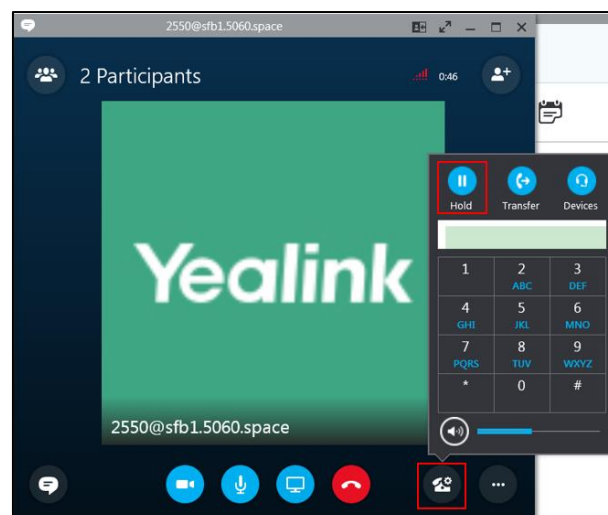 2550@sfb1.5060.space
2 Participants
0:46
Hold Transfer Devices
Yealink
1 2 3
ABC DEF
4 5 6
GHI JKL MNO
7 8 9
PQRS TUV WXYZ
* 0 #
2550@sfb1.5060.space